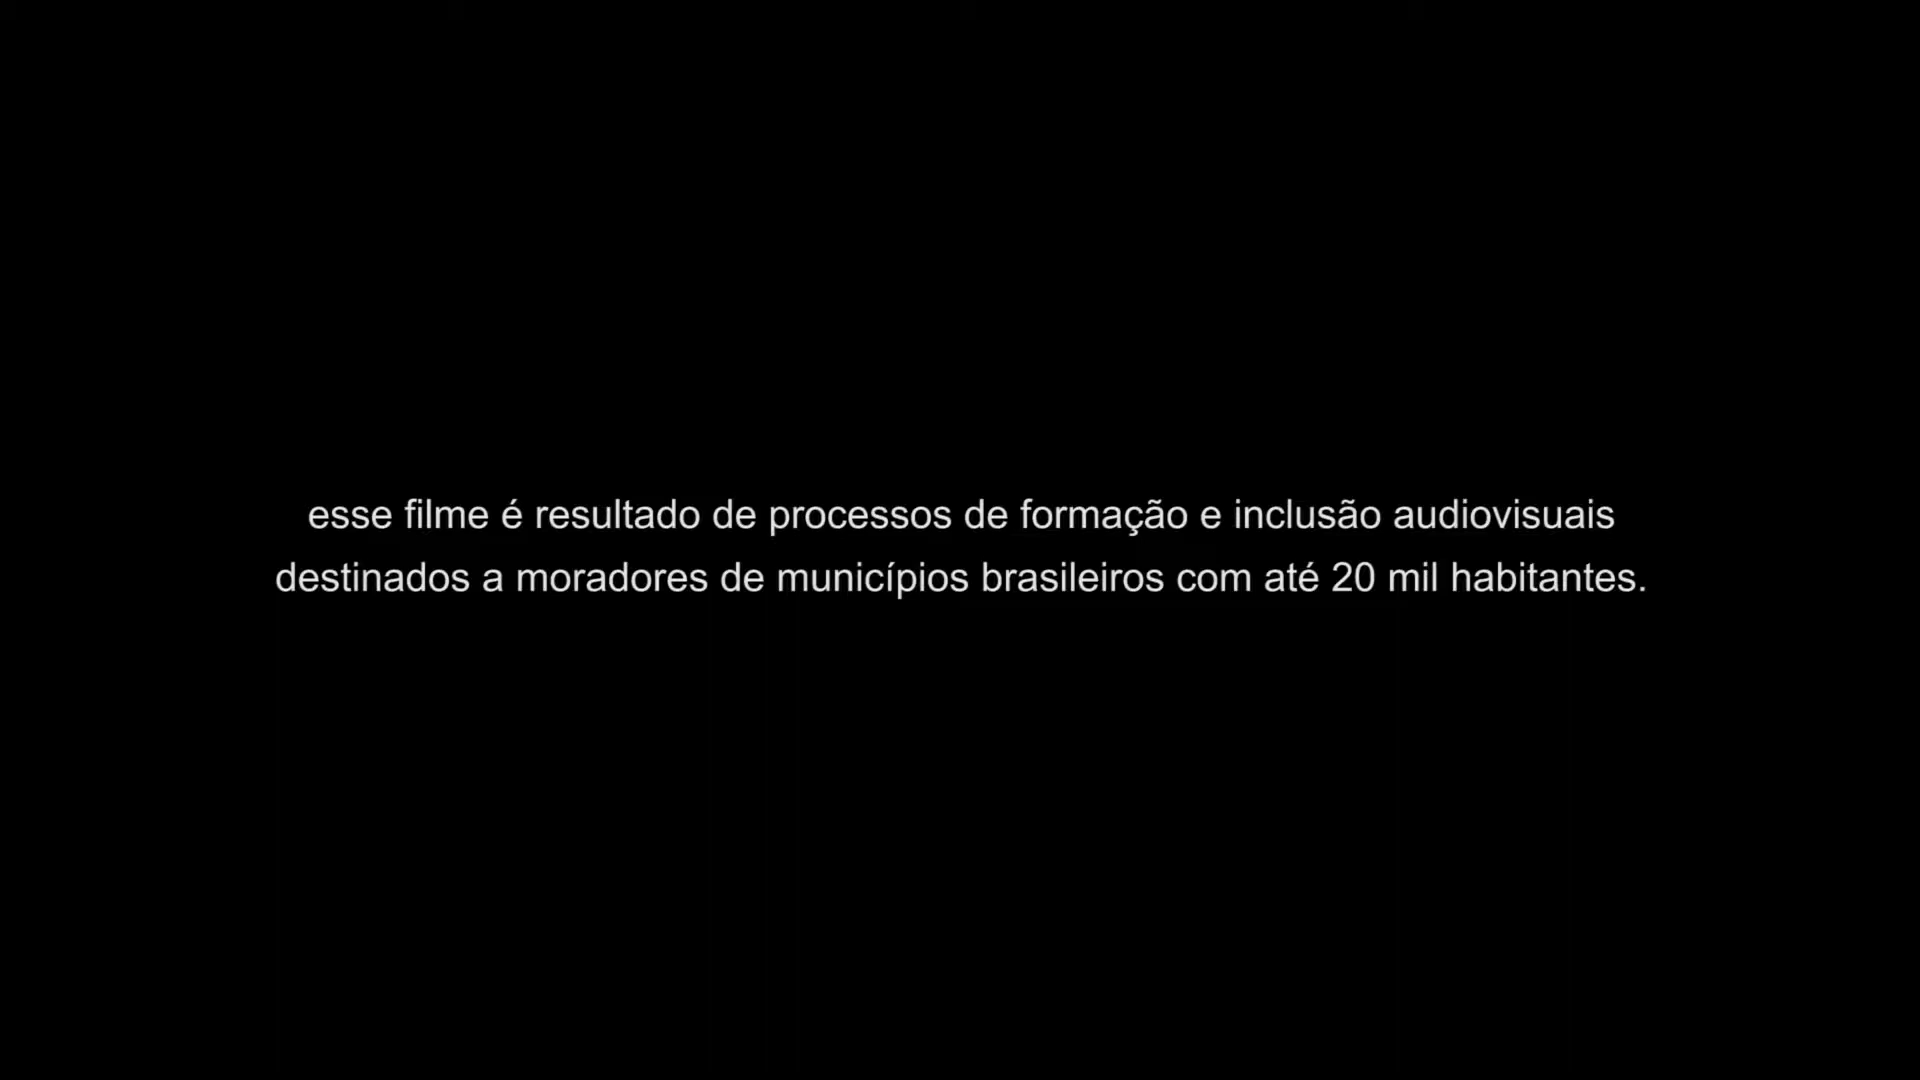 esse filme é resultado de processos de formação e inclusão audiovisuais
destinados a moradores de municípios brasileiros com até 20 mil habitantes.